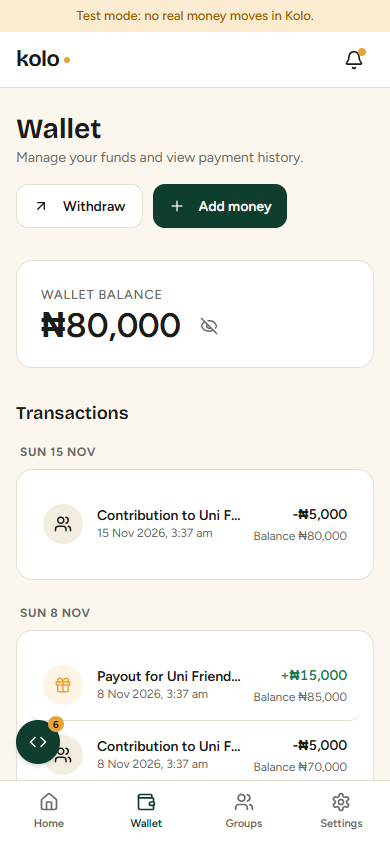 Test mode: no real money moves in Kolo.
kolo
Wallet
Manage your funds and view payment history.
Withdraw
Add money
WALLET BALANCE
₦80,000
Transactions
SUN 15 NOV
Contribution to Uni F... -₦5,000
15 Nov 2026, 3:37 am Balance ₦80,000
SUN 8 NOV
Payout for Uni Friend... +₦15,000
8 Nov 2026, 3:37 am Balance ₦85,000
6
Contribution to Uni F... -₦5,000
8 Nov 2026, 3:37 am Balance ₦70,000
Home Wallet Groups Settings